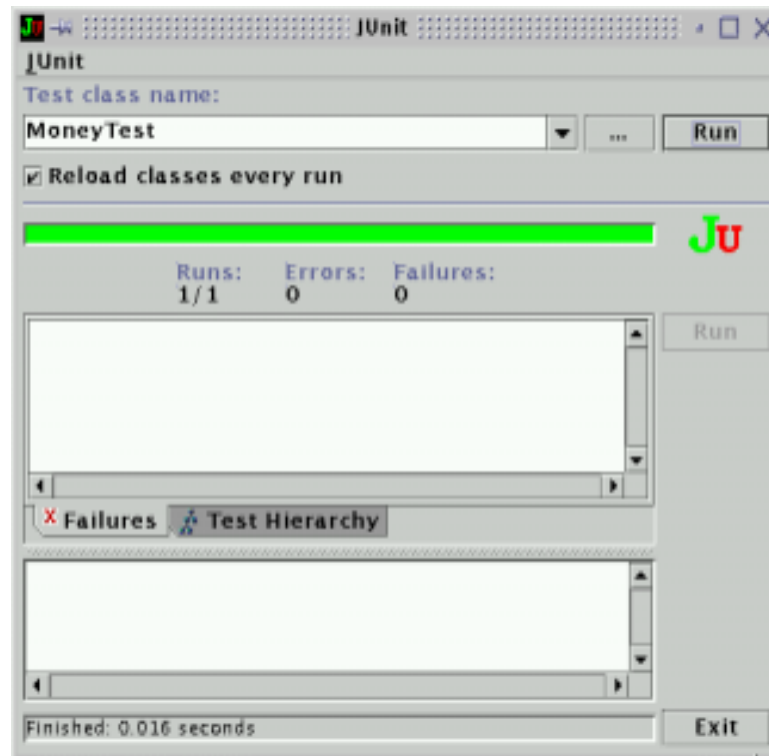 JU JUnit
JUnit
Test class name:
MoneyTest ... Run
Reload classes every run
JU
Runs: Errors: Failures:
1/1 0 0
Run
X Failures Test Hierarchy
Finished: 0.016 seconds Exit